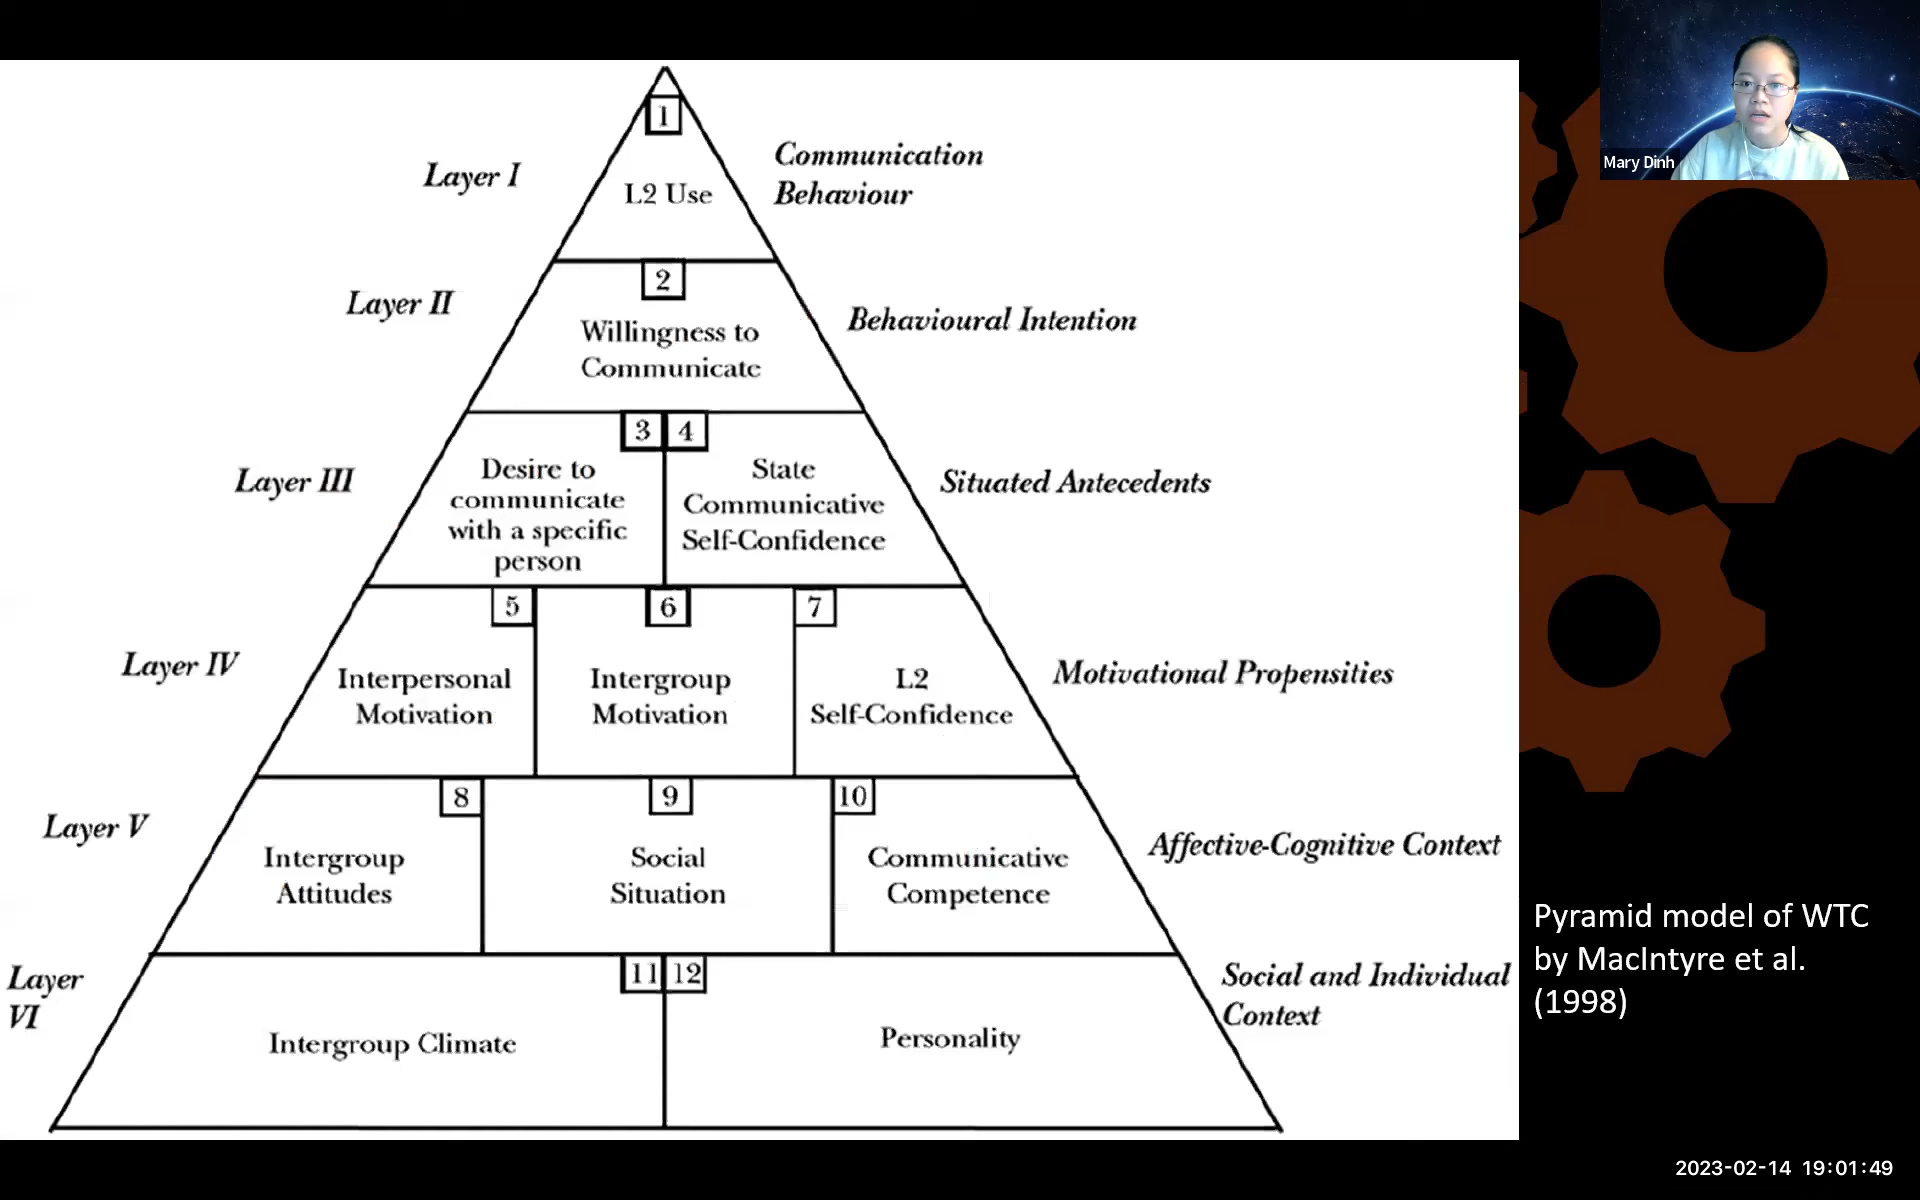 1
Layer I
L2 Use
Communication
Behaviour
2
Layer II
Willingness to
Communicate
Behavioural Intention
3 4
Layer III
Desire to
communicate
with a specific
person
State
Communicative
Self-Confidence
Situated Antecedents
5 6 7
Layer IV
Interpersonal
Motivation
Intergroup
Motivation
L2
Self-Confidence
Motivational Propensities
8 9 10
Layer V
Intergroup
Attitudes
Social
Situation
Communicative
Competence
Affective-Cognitive Context
11 12
Layer
VI
Intergroup Climate
Personality
Social and Individual
Context
Mary Dinh
Pyramid model of WTC
by MacIntyre et al.
(1998)
2023-02-14 19:01:49